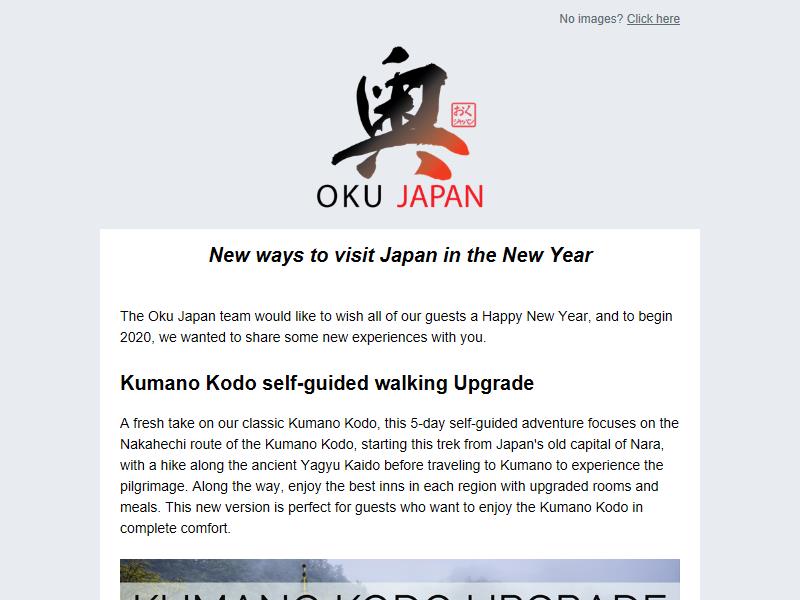 No images? Click here
奥
おく
ジャパン
OKU JAPAN
New ways to visit Japan in the New Year
The Oku Japan team would like to wish all of our guests a Happy New Year, and to begin
2020, we wanted to share some new experiences with you.
Kumano Kodo self-guided walking Upgrade
A fresh take on our classic Kumano Kodo, this 5-day self-guided adventure focuses on the
Nakahechi route of the Kumano Kodo, starting this trek from Japan's old capital of Nara,
with a hike along the ancient Yagyu Kaido before traveling to Kumano to experience the
pilgrimage. Along the way, enjoy the best inns in each region with upgraded rooms and
meals. This new version is perfect for guests who want to enjoy the Kumano Kodo in
complete comfort.
KUMANO KODO UPGRADE